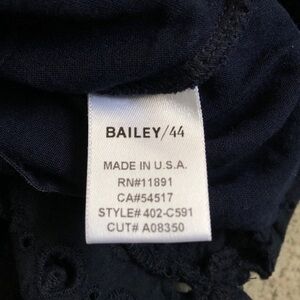 BAILEY/44
MADE IN U.S.A.
RN#11891
CA#54517
STYLE# 402-C591
CUT# A08350